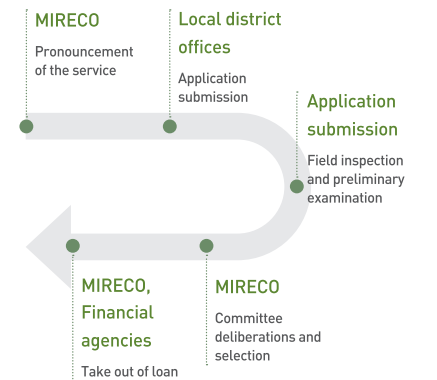 MIRECO
Pronouncement
of the service
Local district
offices
Application
submission
Application
submission
Field inspection
and preliminary
examination
MIRECO
Committee
deliberations and
selection
MIRECO,
Financial
agencies
Take out of loan